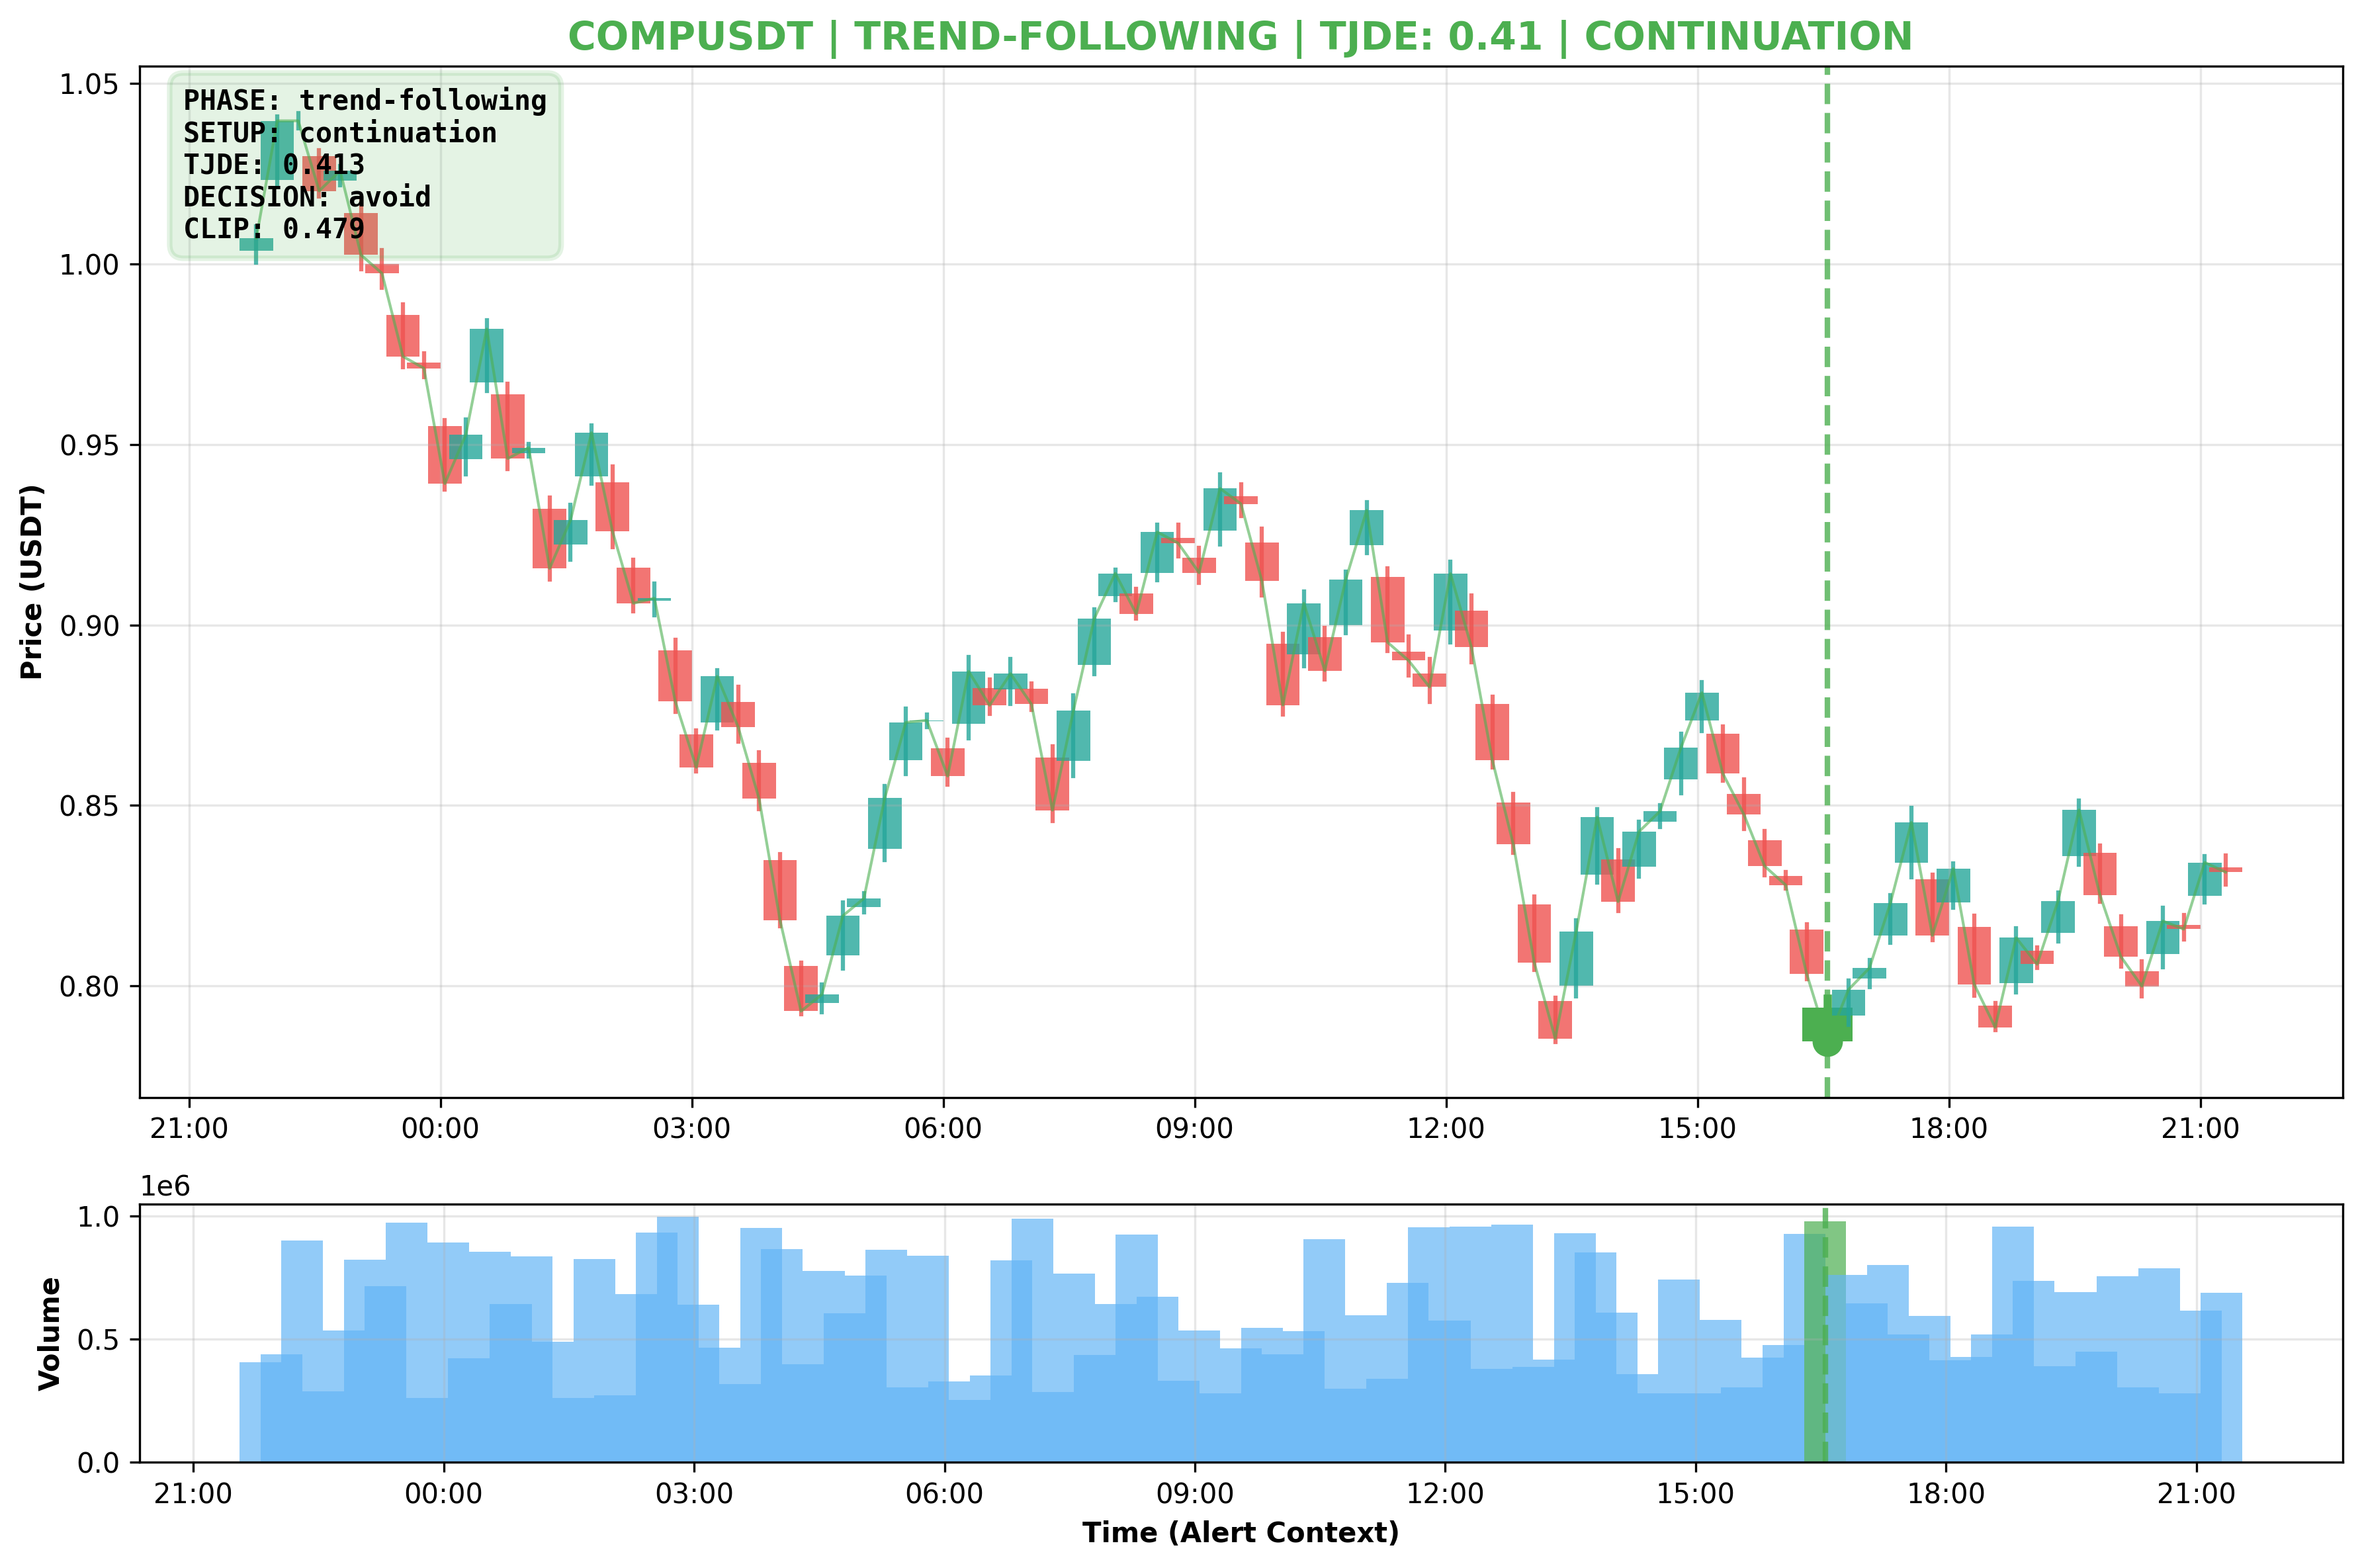 COMPUSDT | TREND-FOLLOWING | TJDE: 0.41 | CONTINUATION
PHASE: trend-following
SETUP: continuation
TJDE: 0.413
DECISION: avoid
CLIP: 0.479
Price (USDT)
1.05
1.00
0.95
0.90
0.85
0.80
21:00 00:00 03:00 06:00 09:00 12:00 15:00 18:00 21:00
1e6
Volume
1.0
0.5
0.0
21:00 00:00 03:00 06:00 09:00 12:00 15:00 18:00 21:00
Time (Alert Context)